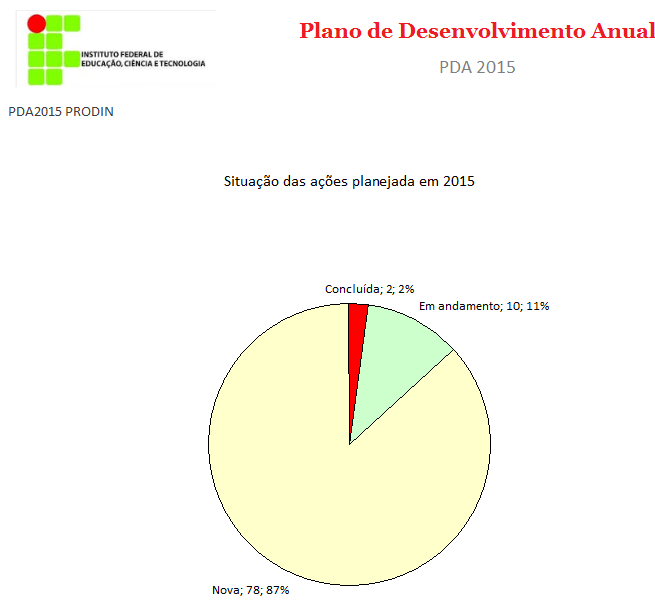 INSTITUTO FEDERAL DE
EDUCAÇÃO, CIÊNCIA E TECNOLOGIA
Plano de Desenvolvimento Anual
PDA 2015
PDA2015 PRODIN
Situação das ações planejada em 2015
Concluída; 2; 2%
Em andamento; 10; 11%
Nova; 78; 87%